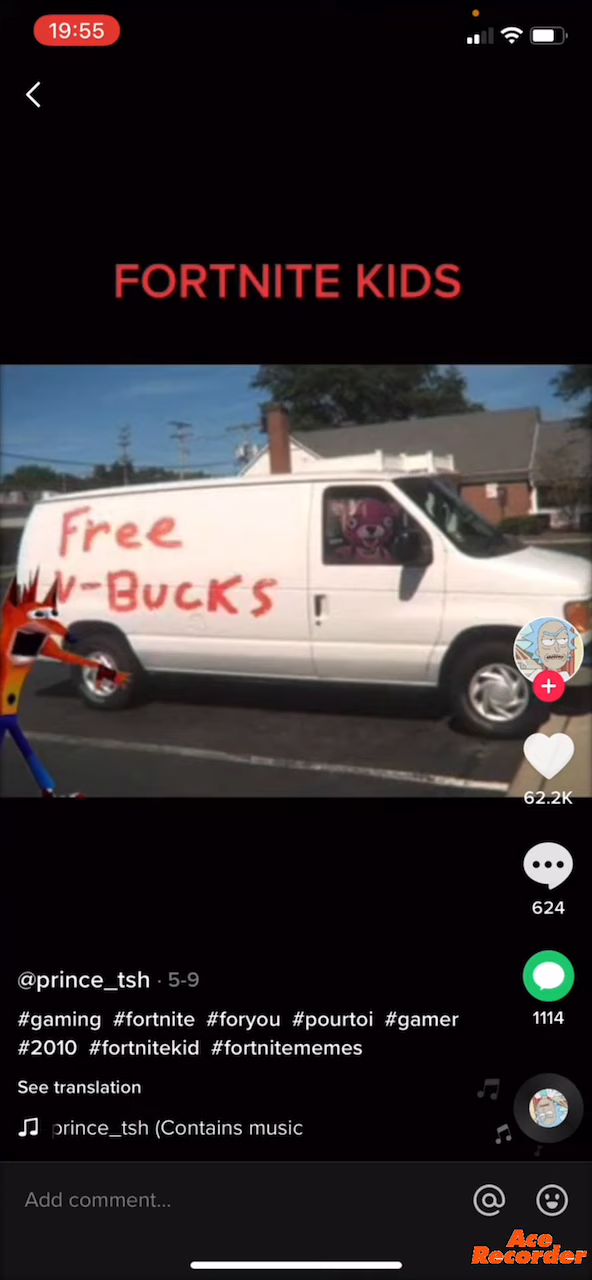 19:55
FORTNITE KIDS
Free
V-BUCKS
62.2K
624
@prince_tsh · 5-9
1114
#gaming #fortnite #foryou #pourtoi #gamer
#2010 #fortnitekid #fortnitememes
See translation
prince_tsh (Contains music
Add comment...
Ace
Recorder